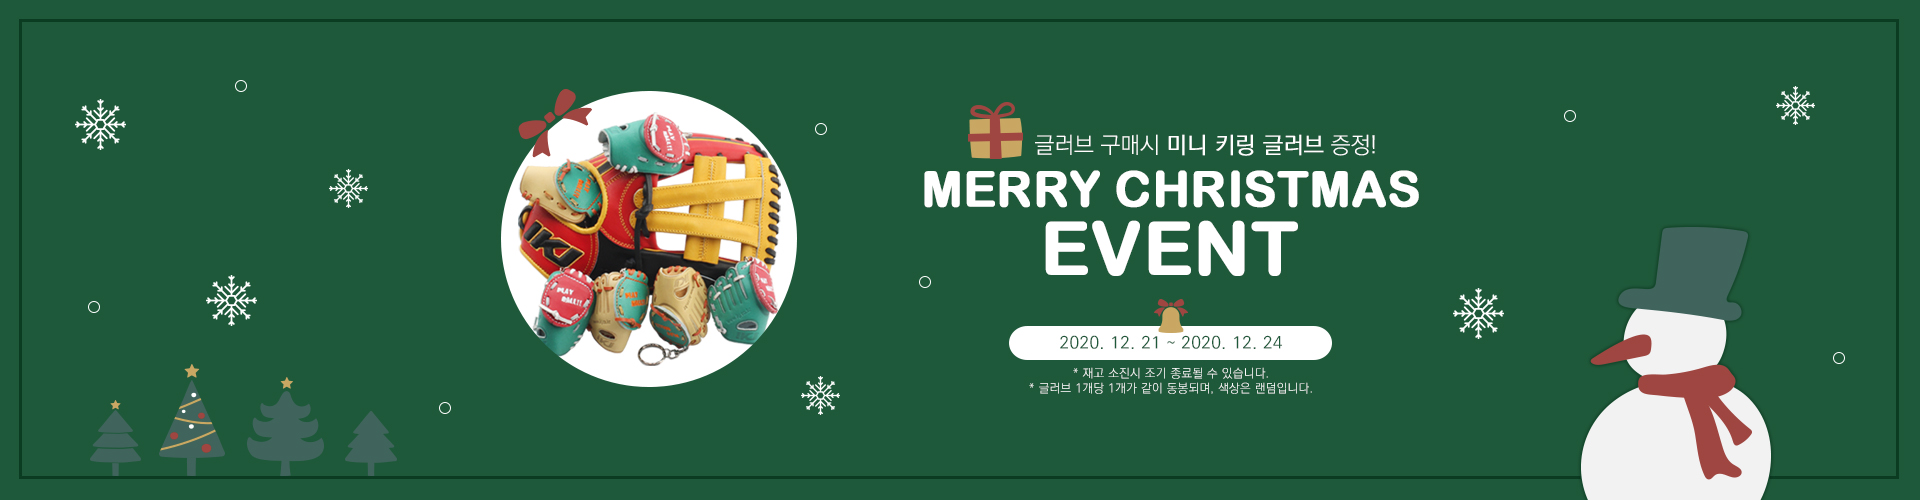 글러브 구매시 미니 키링 글러브 증정!
MERRY CHRISTMAS
EVENT
2020. 12. 21 ~ 2020. 12. 24
* 재고 소진시 조기 종료될 수 있습니다.
* 글러브 1개당 1개가 같이 동봉되며, 색상은 랜덤입니다.
PLAY
BALL!!